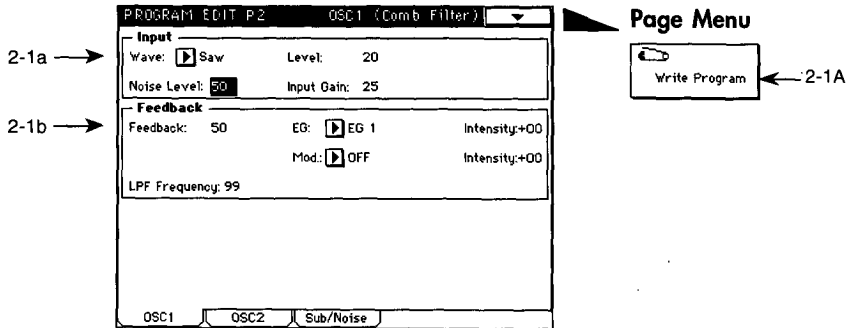 PROGRAM EDIT P2 OSC1 (Comb Filter)
Page Menu
Write Program
2-1A
2-1a
Input
Wave: Saw Level: 20
Noise Level: 50 Input Gain: 25
2-1b
Feedback
Feedback: 50 EG: EG 1 Intensity:+00
Mod.: OFF Intensity:+00
LPF Frequency: 99
OSC1 OSC2 Sub/Noise